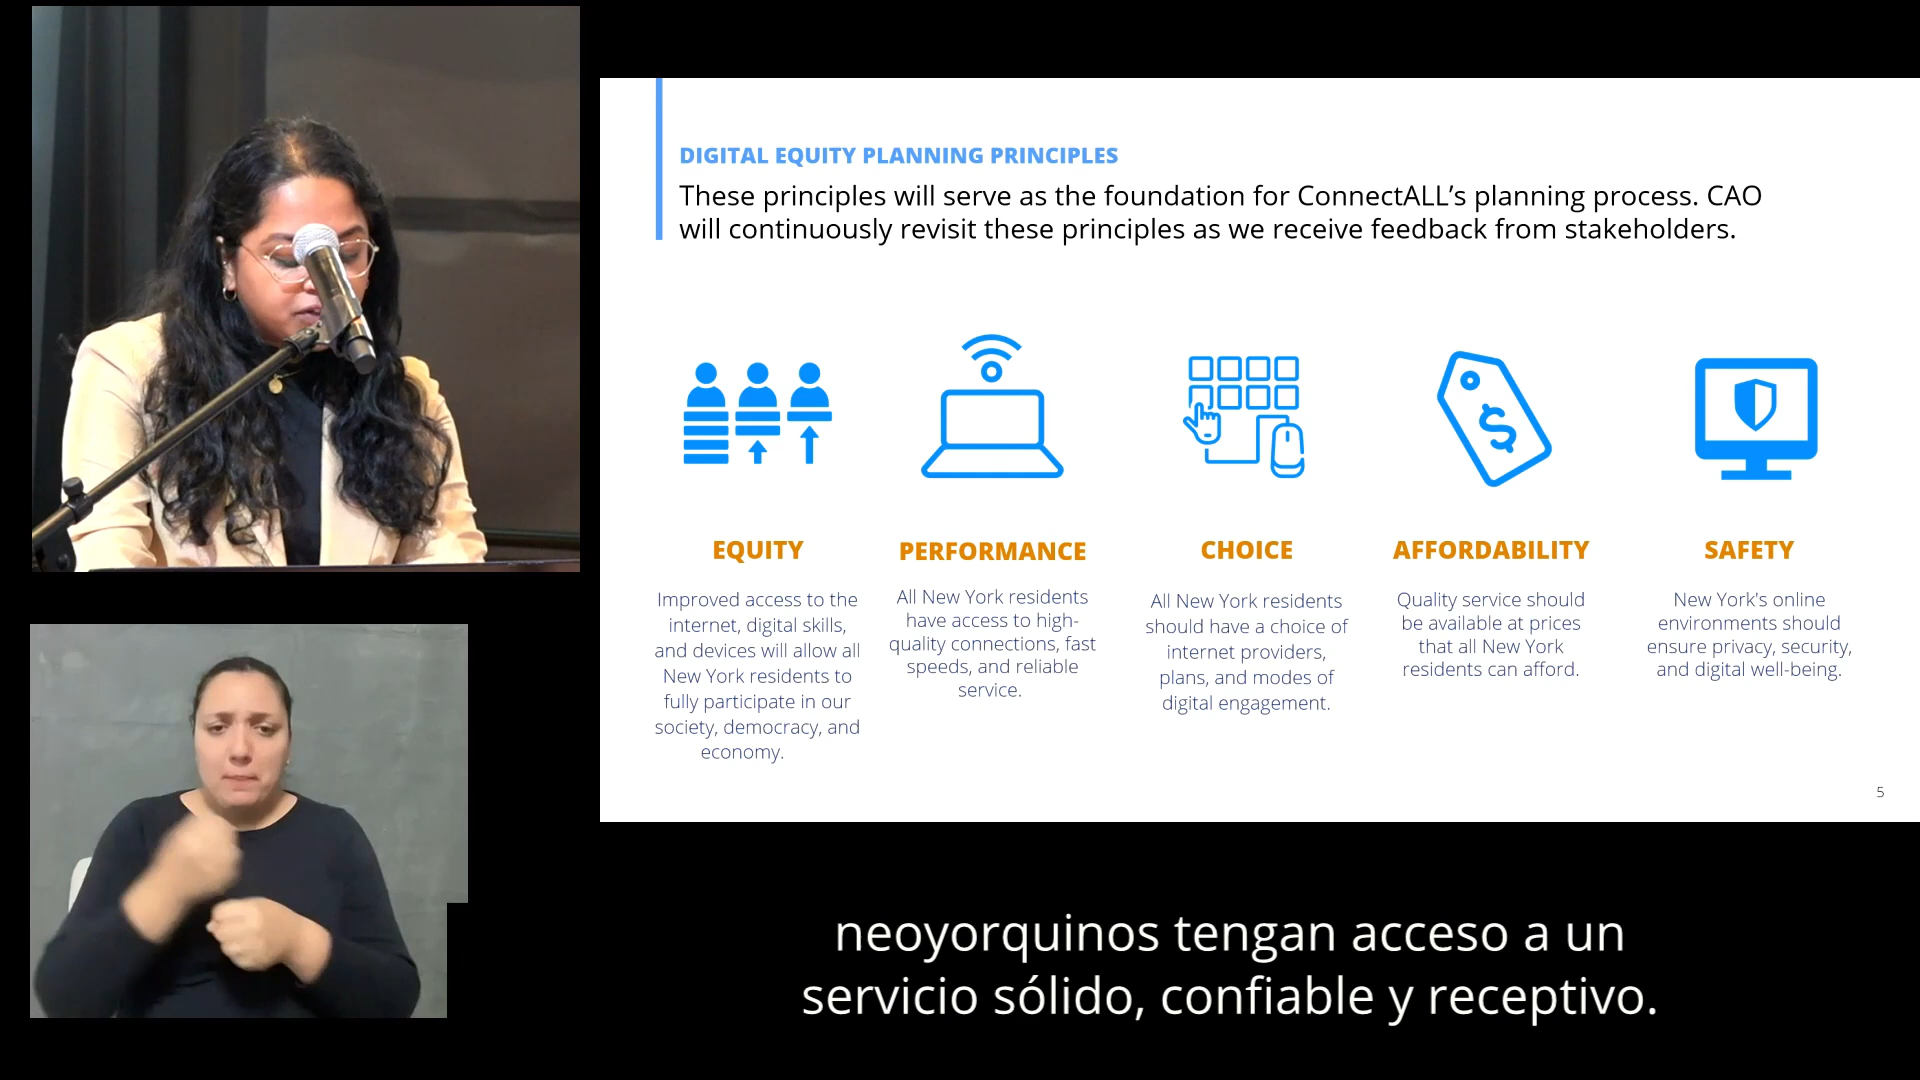 DIGITAL EQUITY PLANNING PRINCIPLES
These principles will serve as the foundation for ConnectALL’s planning process. CAO
will continuously revisit these principles as we receive feedback from stakeholders.
EQUITY
Improved access to the
internet, digital skills,
and devices will allow all
New York residents to
fully participate in our
society, democracy, and
economy.
PERFORMANCE
All New York residents
have access to high-
quality connections, fast
speeds, and reliable
service.
CHOICE
All New York residents
should have a choice of
internet providers,
plans, and modes of
digital engagement.
AFFORDABILITY
Quality service should
be available at prices
that all New York
residents can afford.
SAFETY
New York's online
environments should
ensure privacy, security,
and digital well-being.
5
neoyorquinos tengan acceso a un
servicio sólido, confiable y receptivo.